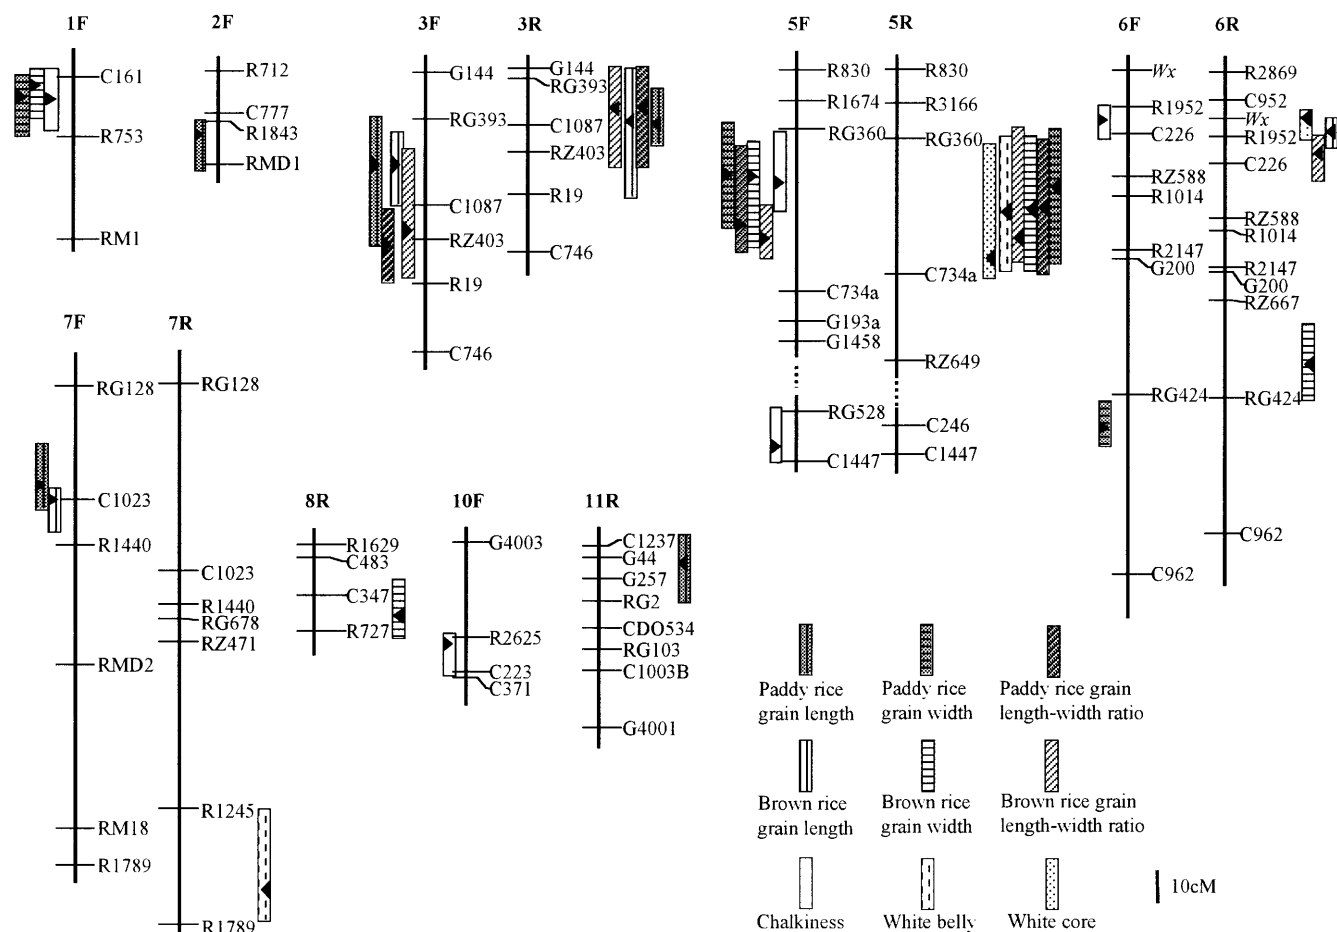 1F
C161
R753
RM1
2F
R712
C777
R1843
RMD1
3F
G144
RG393
C1087
RZ403
R19
C746
3R
G144
RG393
C1087
RZ403
R19
C746
5F
R830
R1674
RG360
C734a
G193a
G1458
RG528
C1447
5R
R830
R3166
RG360
C734a
RZ649
C246
C1447
6F
Wx
R1952
C226
RZ588
R1014
R2147
G200
RG424
C962
6R
R2869
C952
Wx
R1952
C226
RZ588
R1014
R2147
G200
RZ667
RG424
C962
7F
RG128
C1023
R1440
RMD2
RM18
R1789
7R
RG128
C1023
R1440
RG678
RZ471
R1245
R1789
8R
R1629
C483
C347
R727
10F
G4003
R2625
C223
C371
11R
C1237
G44
G257
RG2
CDO534
RG103
C1003B
G4001
Paddy rice
grain length
Paddy rice
grain width
Paddy rice grain
length-width ratio
Brown rice
grain length
Brown rice
grain width
Brown rice grain
length-width ratio
Chalkiness
White belly
White core
10cM